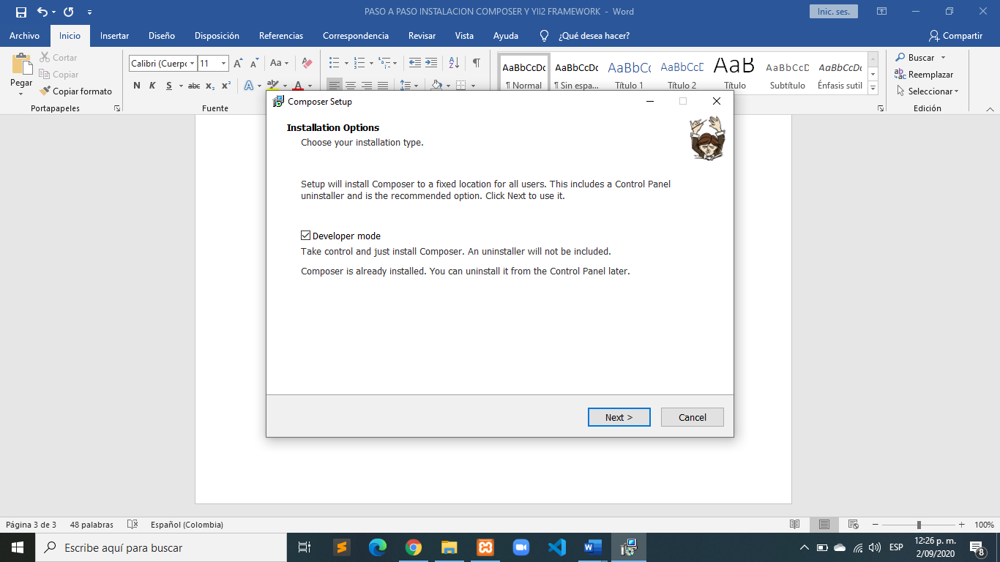 PASO A PASO INSTALACION COMPOSER Y YII2 FRAMEWORK - Word
Inic. ses.
Archivo Inicio Insertar Diseño Disposición Referencias Correspondencia Revisar Vista Ayuda ¿Qué desea hacer? Compartir
Pegar
Cortar
Copiar
Copiar formato
Portapapeles
Calibri (Cuerpo 11
Aa
N K S abc x₂ x²
Fuente
AaBbCcDc AaBbCcDc AaBbCc AaBbCcD AaB AaBbCcD AaBbCcDc
¶ Normal ¶ Sin espa... Título 1 Título 2 Título Subtítulo Énfasis sutil
Buscar
Reemplazar
Seleccionar
Edición
Composer Setup
Installation Options
Choose your installation type.
Setup will install Composer to a fixed location for all users. This includes a Control Panel
uninstaller and is the recommended option. Click Next to use it.
Developer mode
Take control and just install Composer. An uninstaller will not be included.
Composer is already installed. You can uninstall it from the Control Panel later.
Next > Cancel
Página 3 de 3 48 palabras Español (Colombia) 100%
Escribe aquí para buscar
ESP
12:26 p. m.
2/09/2020
8